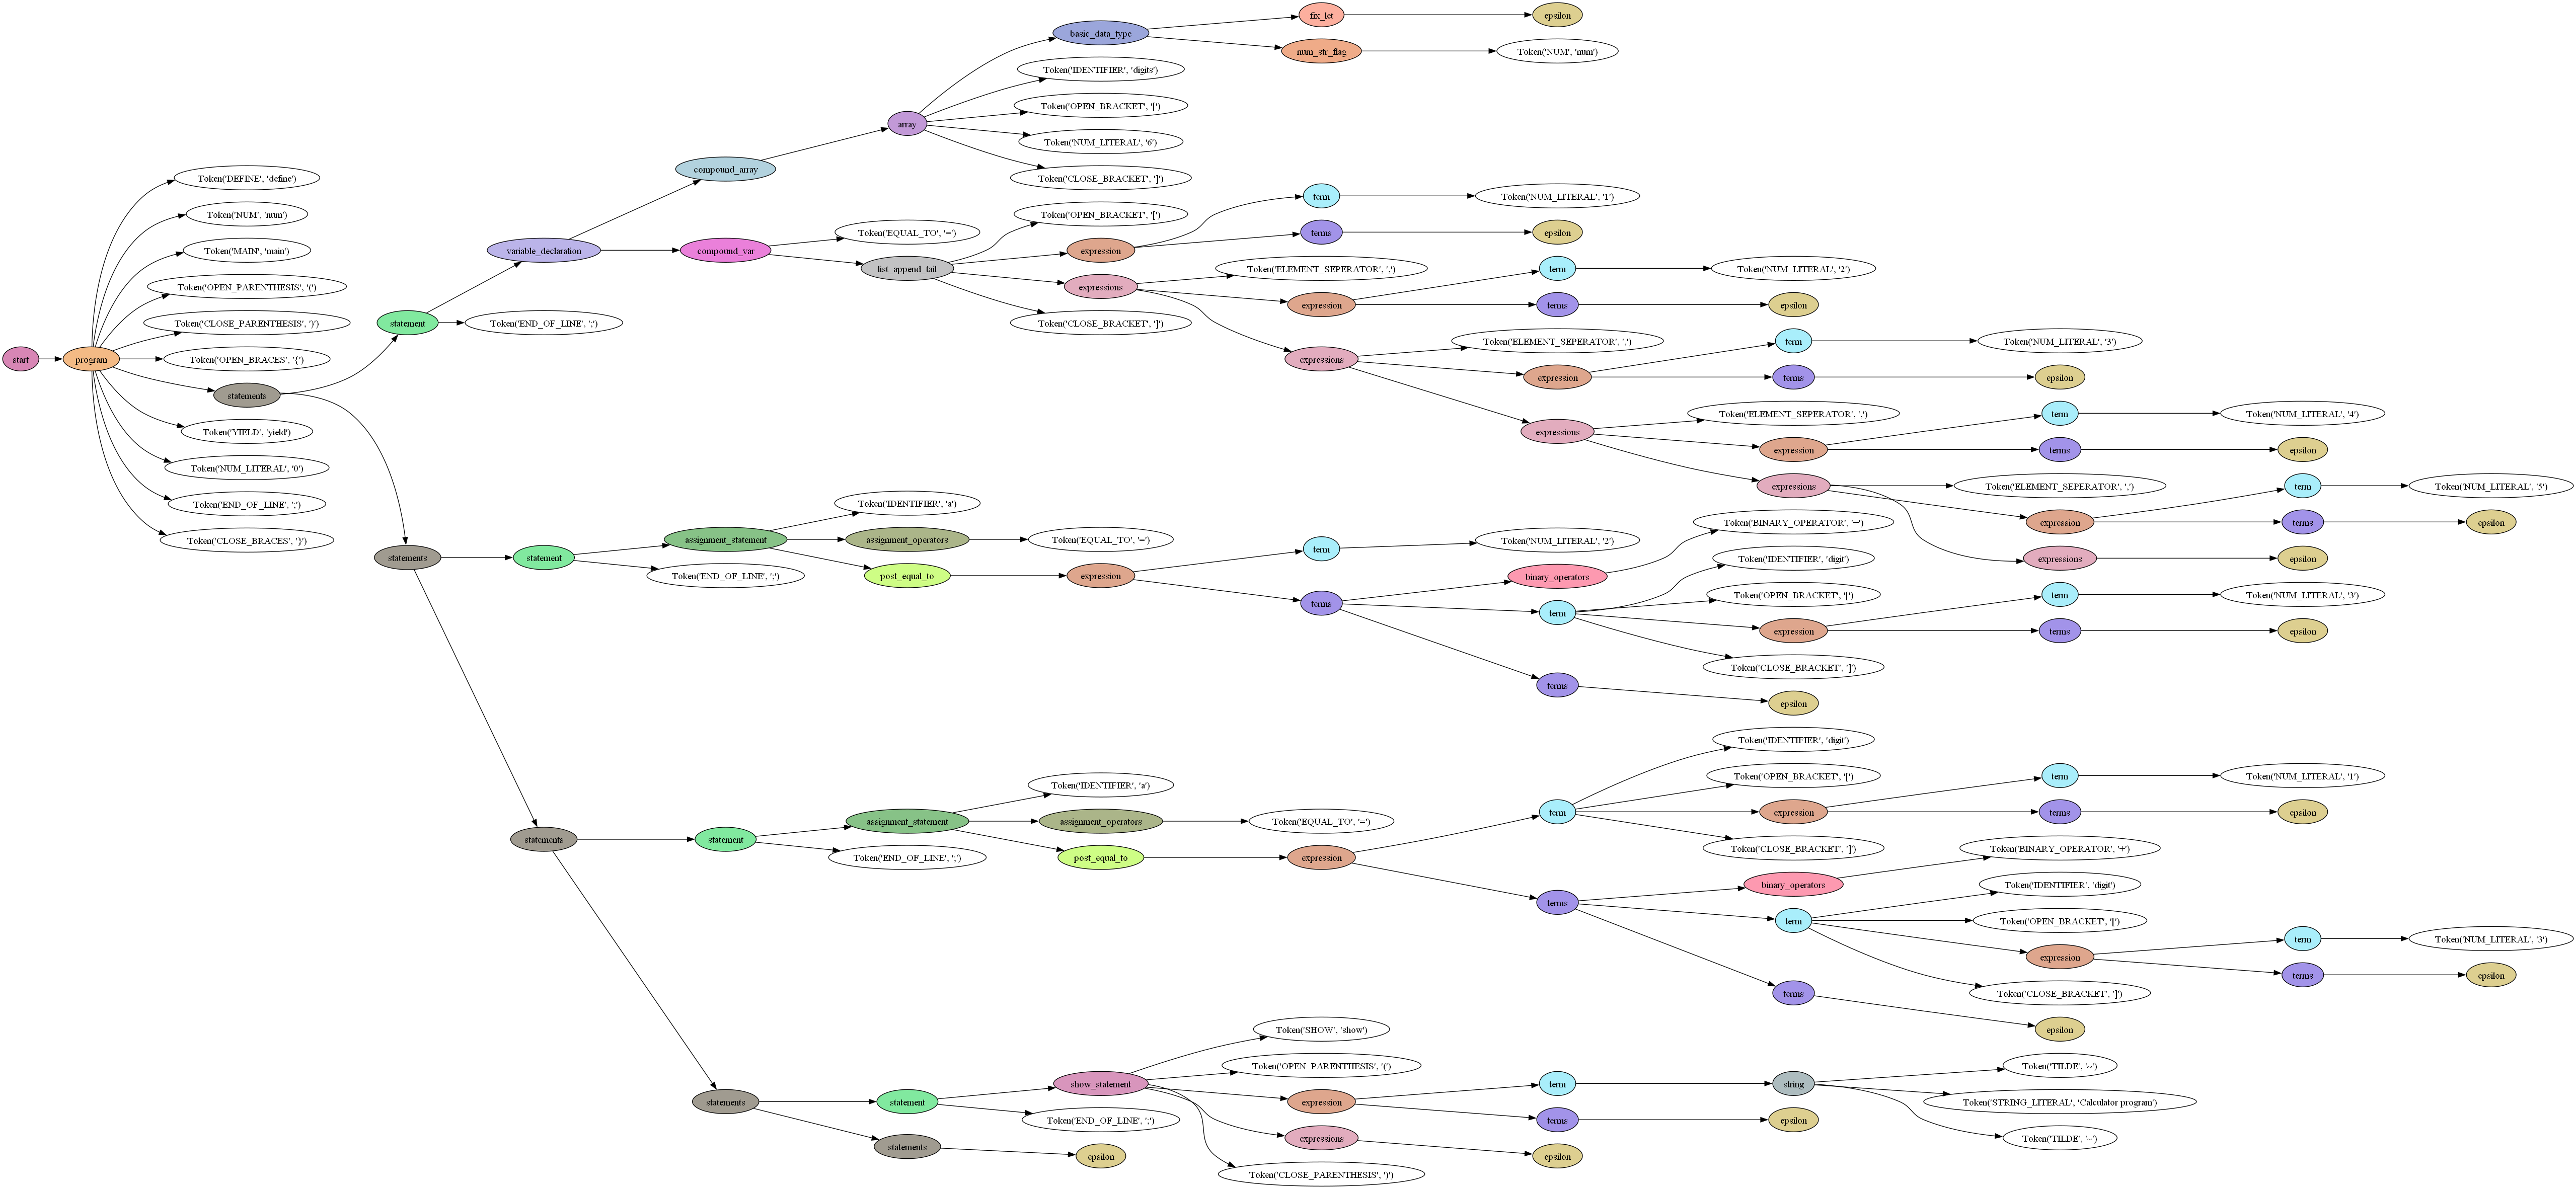 start
program
Token('DEFINE', 'define')
Token('NUM', 'num')
Token('MAIN', 'main')
Token('OPEN_PARENTHESIS', '(')
Token('CLOSE_PARENTHESIS', ')')
Token('OPEN_BRACES', '{')
statements
Token('YIELD', 'yield')
Token('NUM_LITERAL', '0')
Token('END_OF_LINE', ';')
Token('CLOSE_BRACES', '}')
statement
variable_declaration
Token('END_OF_LINE', ';')
compound_array
array
basic_data_type
fix_let
epsilon
num_str_flag
Token('NUM', 'num')
Token('IDENTIFIER', 'digits')
Token('OPEN_BRACKET', '[')
Token('NUM_LITERAL', '6')
Token('CLOSE_BRACKET', ']')
compound_var
Token('EQUAL_TO', '=')
list_append_tail
Token('OPEN_BRACKET', '[')
expression
term
Token('NUM_LITERAL', '1')
terms
epsilon
expressions
Token('ELEMENT_SEPERATOR', ',')
expression
term
Token('NUM_LITERAL', '2')
terms
epsilon
expressions
Token('ELEMENT_SEPERATOR', ',')
expression
term
Token('NUM_LITERAL', '3')
terms
epsilon
expressions
Token('ELEMENT_SEPERATOR', ',')
expression
term
Token('NUM_LITERAL', '4')
terms
epsilon
expressions
Token('ELEMENT_SEPERATOR', ',')
expression
term
Token('NUM_LITERAL', '5')
terms
epsilon
expressions
epsilon
Token('CLOSE_BRACKET', ']')
statements
statement
assignment_statement
Token('IDENTIFIER', 'a')
assignment_operators
Token('EQUAL_TO', '=')
post_equal_to
expression
term
Token('NUM_LITERAL', '2')
terms
binary_operators
Token('BINARY_OPERATOR', '+')
term
Token('IDENTIFIER', 'digit')
Token('OPEN_BRACKET', '[')
expression
term
Token('NUM_LITERAL', '3')
terms
epsilon
Token('CLOSE_BRACKET', ']')
terms
epsilon
Token('END_OF_LINE', ';')
statements
statement
assignment_statement
Token('IDENTIFIER', 'a')
assignment_operators
Token('EQUAL_TO', '=')
post_equal_to
expression
term
Token('IDENTIFIER', 'digit')
Token('OPEN_BRACKET', '[')
expression
term
Token('NUM_LITERAL', '1')
terms
epsilon
Token('CLOSE_BRACKET', ']')
terms
binary_operators
Token('BINARY_OPERATOR', '+')
term
Token('IDENTIFIER', 'digit')
Token('OPEN_BRACKET', '[')
expression
term
Token('NUM_LITERAL', '3')
terms
epsilon
Token('CLOSE_BRACKET', ']')
terms
epsilon
Token('END_OF_LINE', ';')
statements
statement
show_statement
Token('SHOW', 'show')
Token('OPEN_PARENTHESIS', '(')
expression
term
string
Token('TILDE', '~')
Token('STRING_LITERAL', 'Calculator program')
Token('TILDE', '~')
terms
epsilon
expressions
epsilon
Token('CLOSE_PARENTHESIS', ')')
Token('END_OF_LINE', ';')
statements
epsilon